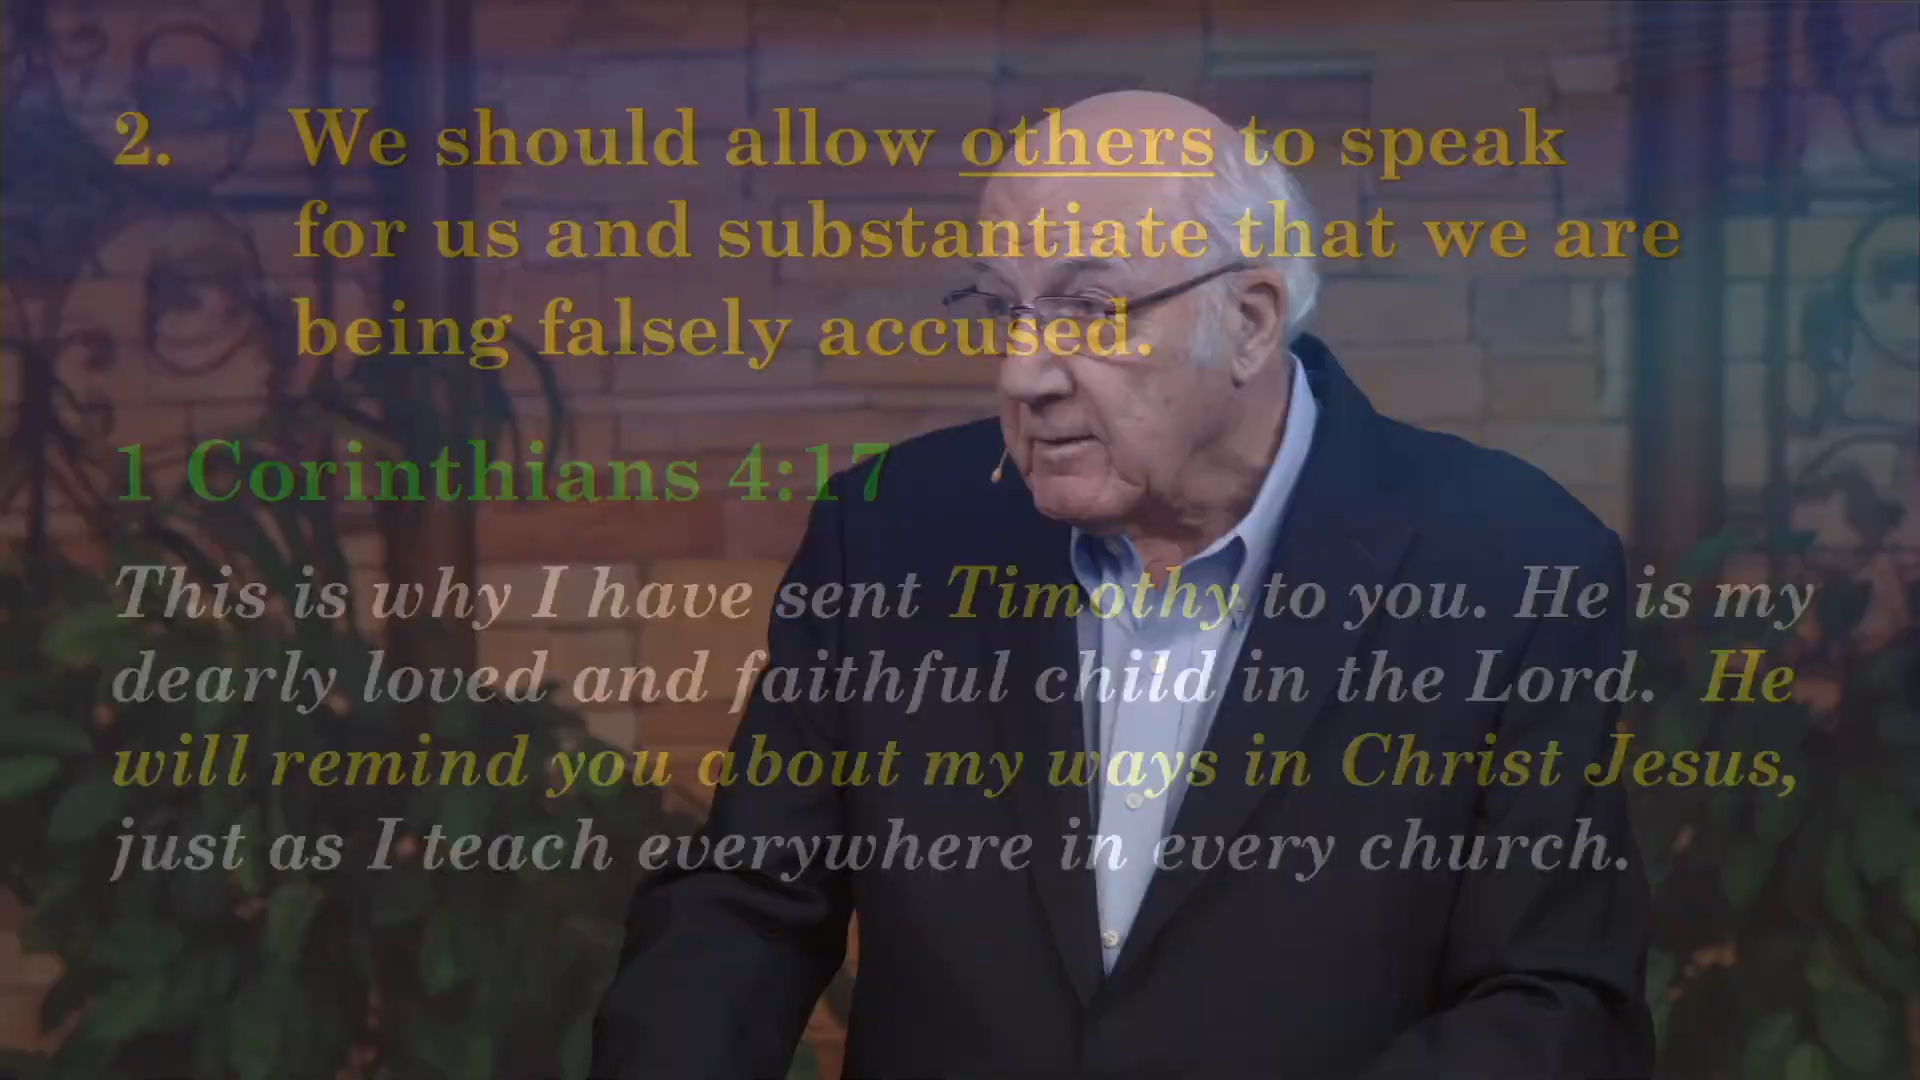 2. We should allow others to speak
for us and substantiate that we are
being falsely accused.
1 Corinthians 4:17
This is why I have sent Timothy to you. He is my
dearly loved and faithful child in the Lord. He
will remind you about my ways in Christ Jesus,
just as I teach everywhere in every church.